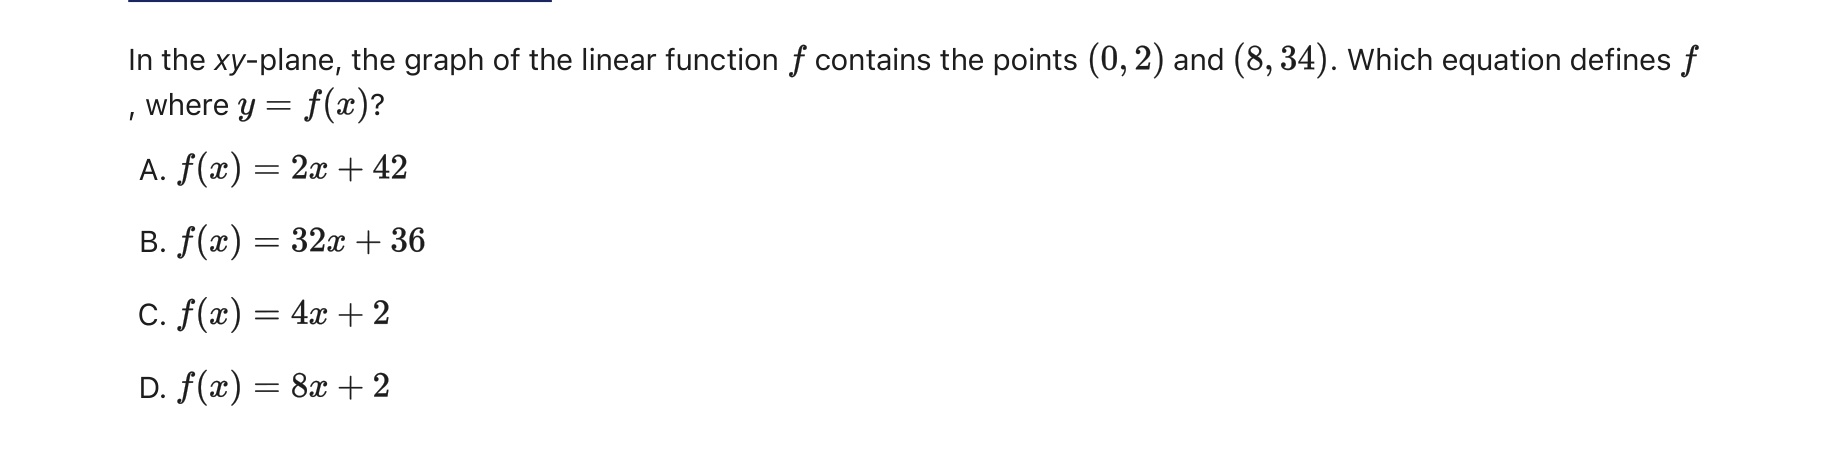 In the xy-plane, the graph of the linear function f contains the points (0, 2) and (8, 34). Which equation defines f
, where y = f(x)?
A. f(x) = 2x + 42
B. f(x) = 32x + 36
C. f(x) = 4x + 2
D. f(x) = 8x + 2